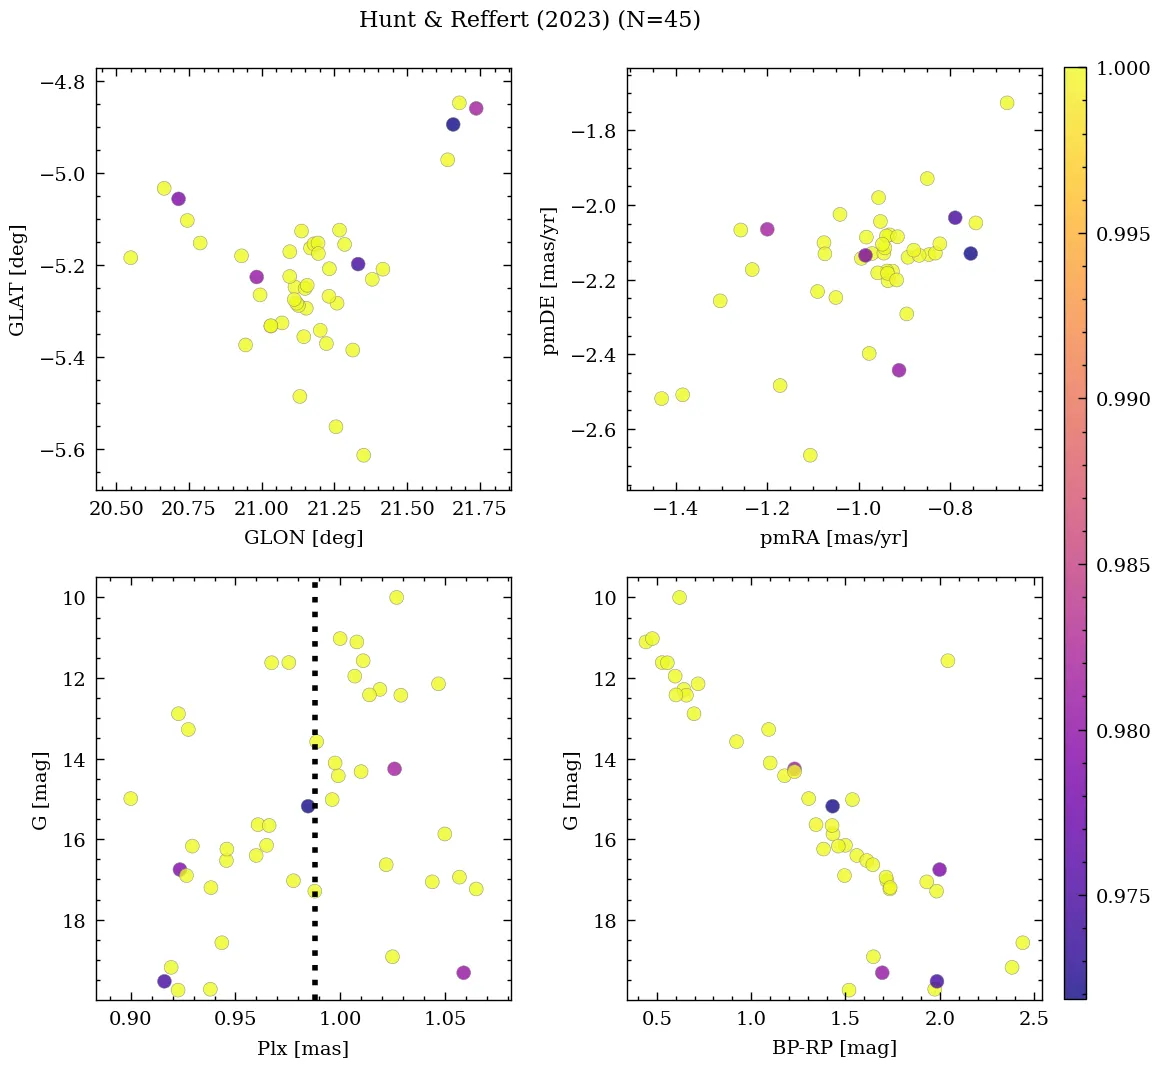 Hunt & Reffert (2023) (N=45)
−4.8
−5.0
−5.2
−5.4
−5.6
GLAT [deg]
20.50 20.75 21.00 21.25 21.50 21.75
GLON [deg]
−1.8
−2.0
−2.2
−2.4
−2.6
pmDE [mas/yr]
−1.4 −1.2 −1.0 −0.8
pmRA [mas/yr]
10
12
14
16
18
G [mag]
0.90 0.95 1.00 1.05
Plx [mas]
10
12
14
16
18
G [mag]
0.5 1.0 1.5 2.0 2.5
BP-RP [mag]
1.000
0.995
0.990
0.985
0.980
0.975